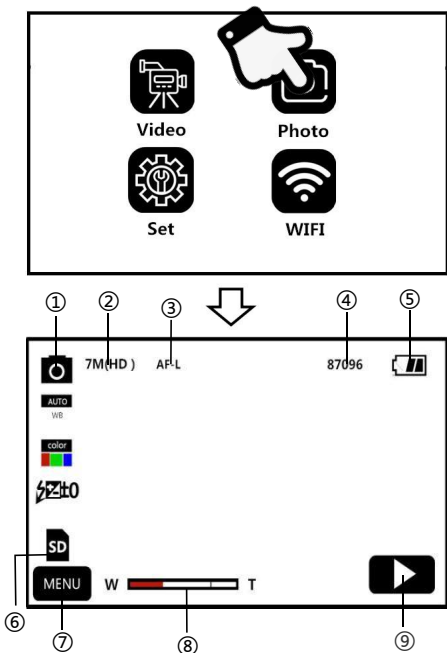 Video Photo
Set WIFI
① ② ③ ④ ⑤
7M(HD) AF-L 87096
AUTO
WB
color
±0
SD
MENU W T
⑥ ⑦ ⑧ ⑨